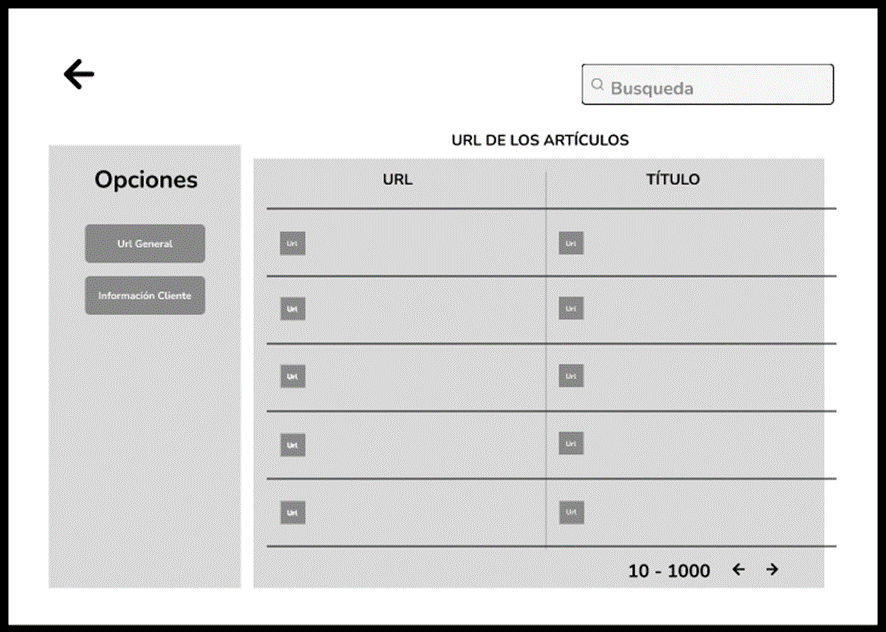 Busqueda
URL DE LOS ARTÍCULOS
Opciones
Url General
Información Cliente
URL TÍTULO
Url Url
Url Url
Url Url
Url Url
Url Url
10 - 1000